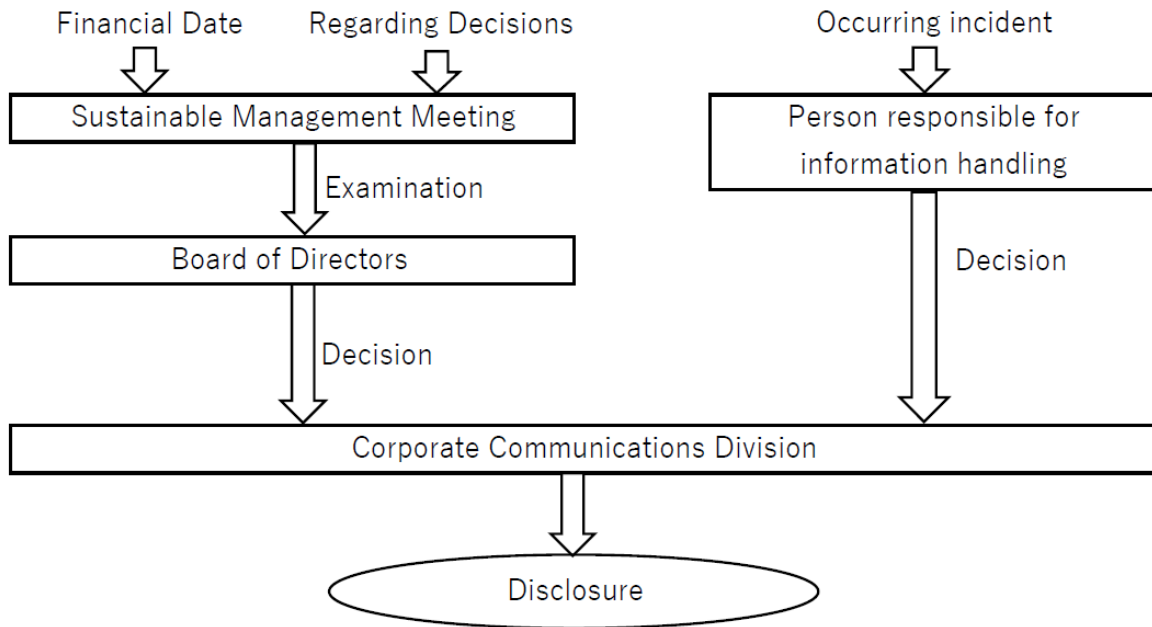 Financial Date
Regarding Decisions
Occurring incident
Sustainable Management Meeting
Person responsible for
information handling
Examination
Board of Directors
Decision
Decision
Corporate Communications Division
Disclosure